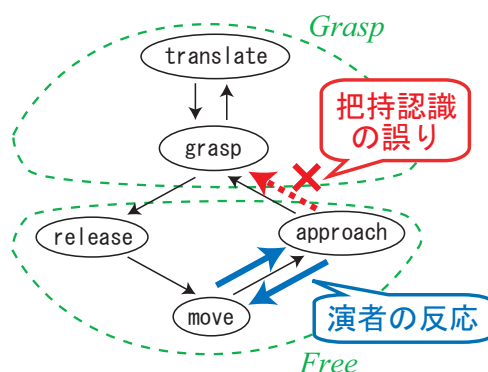 Grasp
translate
把持認識
の誤り
grasp
release
approach
move
演者の反応
Free